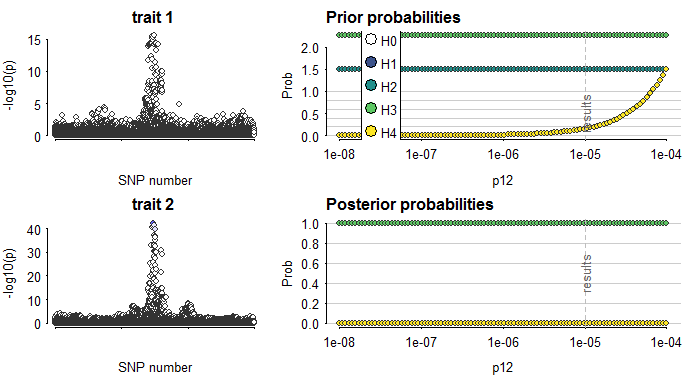 trait 1
-log10(p)
15
10
5
0
SNP number
Prior probabilities
Prob
2.0
1.5
1.0
0.5
0.0
H0
H1
H2
H3
H4
results
1e-08 1e-07 1e-06 1e-05 1e-04
p12
trait 2
-log10(p)
40
30
20
10
0
SNP number
Posterior probabilities
Prob
1.0
0.8
0.6
0.4
0.2
0.0
results
1e-08 1e-07 1e-06 1e-05 1e-04
p12